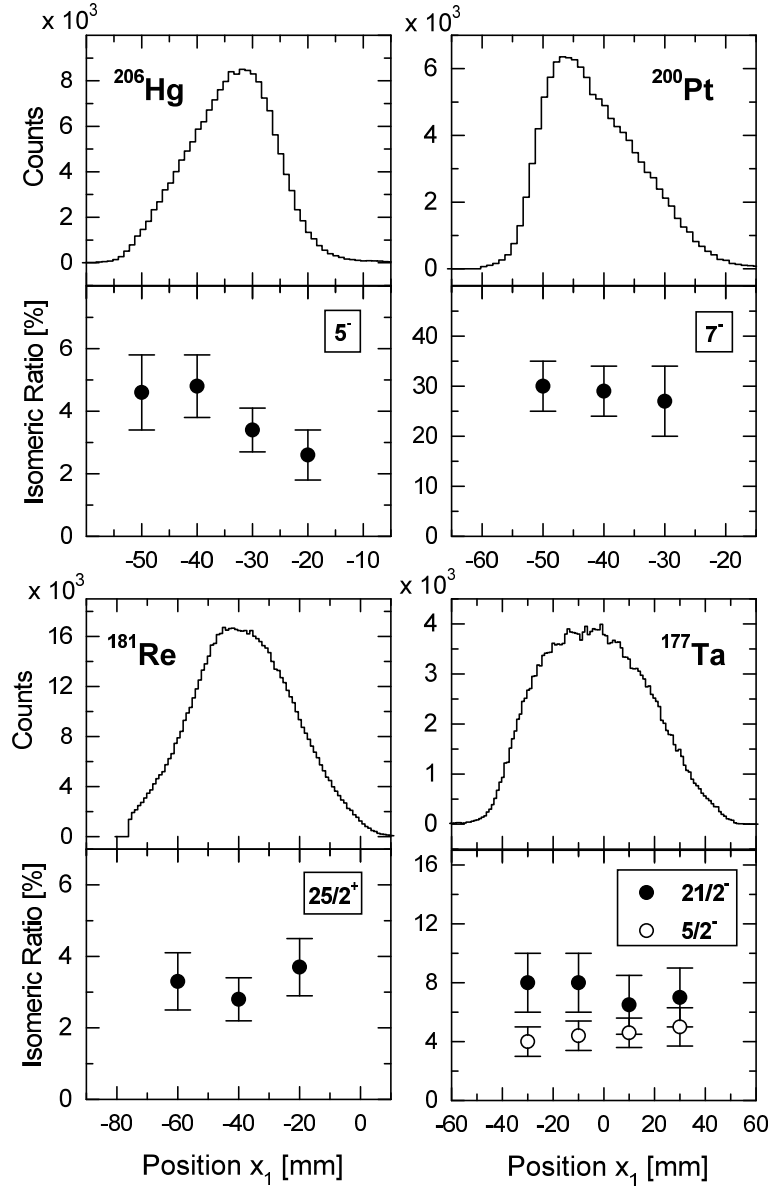 x 10³
x 10³
²⁰⁶Hg
²⁰⁰Pt
Counts
8
6
4
2
0
6
4
2
0
Isomeric Ratio [%]
5⁻
7⁻
6
4
2
0
40
30
20
10
0
-50 -40 -30 -20 -10
-60 -50 -40 -30 -20
x 10³
x 10³
¹⁸¹Re
¹⁷⁷Ta
Counts
16
12
8
4
0
4
3
2
1
0
Isomeric Ratio [%]
25/2⁺
21/2⁻
5/2⁻
6
4
2
0
16
12
8
4
0
-80 -60 -40 -20 0
-60 -40 -20 0 20 40 60
Position x₁ [mm]
Position x₁ [mm]